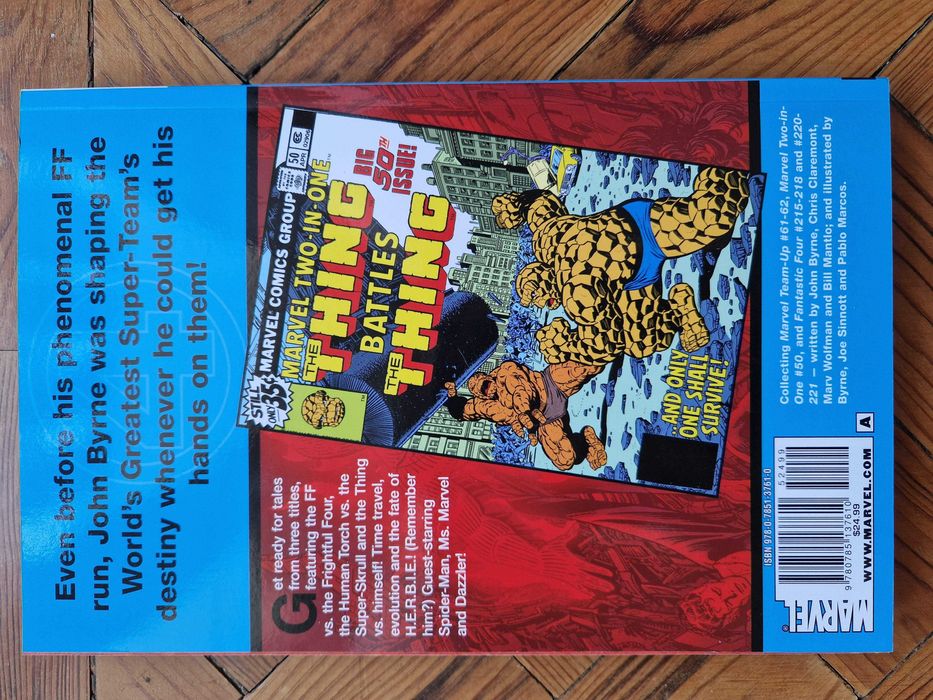 Even before his phenomenal FF
run, John Byrne was shaping the
World's Greatest Super-Team's
destiny whenever he could get his
hands on them!
Get ready for tales
from three titles,
featuring the FF
vs. the Frightful Four,
the Human Torch vs. the
Super-Skrull and the Thing
vs. himself! Time travel,
evolution and the fate of
H.E.R.B.I.E.! (Remember
him?) Guest-starring
Spider-Man, Ms. Marvel
and Dazzler!
STILL
ONLY 35¢
MARVEL COMICS GROUP
50
APR
02905
MARVEL TWO-IN-ONE
THE THING
BATTLES
THE THING
BIG
50TH
ISSUE!
"AND ONLY
ONE SHALL
SURVIVE!"
Collecting Marvel Team-Up #61-62, Marvel Two-in-
One #50, and Fantastic Four #215-218 and #220-
221 — written by John Byrne, Chris Claremont,
Marv Wolfman and Bill Mantlo; and illustrated by
Byrne, Joe Sinnott and Pablo Marcos.
ISBN 978-0-7851-3761-0
52499
9 780785 137610
$24.99
MARVEL®
WWW.MARVEL.COM
A